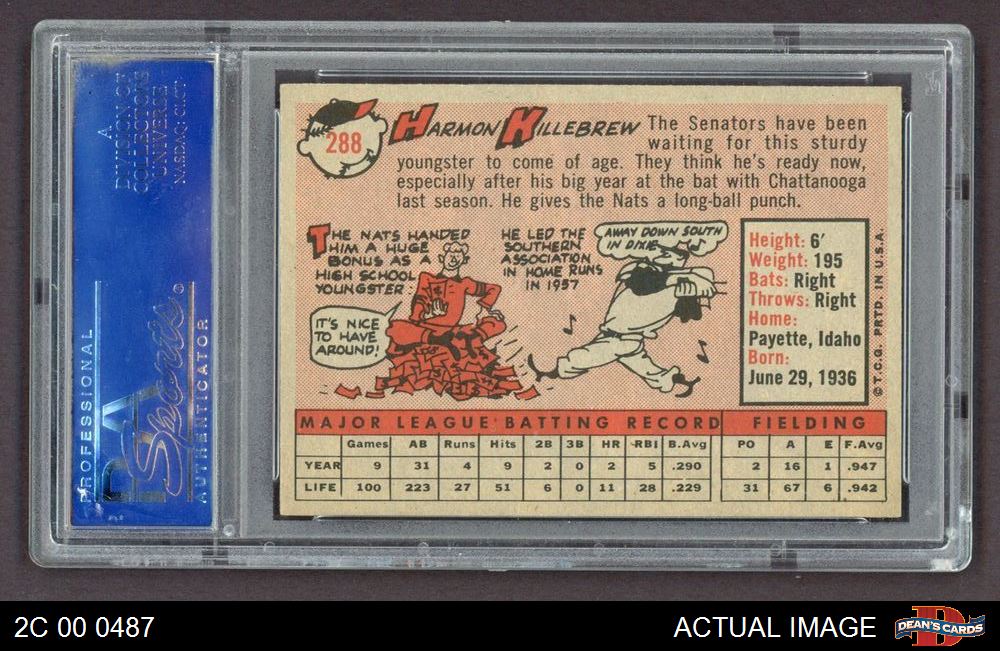 A
DIVISION OF
COLLECTORS
UNIVERSE
NASDAQ: CLCT
PROFESSIONAL
PSA
Sports
AUTHENTICATOR
288
HARMON KILLEBREW The Senators have been
waiting for this sturdy
youngster to come of age. They think he's ready now,
especially after his big year at the bat with Chattanooga
last season. He gives the Nats a long-ball punch.
THE NATS HANDED
HIM A HUGE
BONUS AS A
HIGH SCHOOL
YOUNGSTER:
IT'S NICE
TO HAVE
AROUND!
HE LED THE
SOUTHERN
ASSOCIATION
IN HOME RUNS
IN 1957
AWAY DOWN SOUTH
IN DIXIE
Height: 6'
Weight: 195
Bats: Right
Throws: Right
Home:
Payette, Idaho
Born:
June 29, 1936
© T.C.G. PRTD. IN U.S.A.
MAJOR LEAGUE BATTING RECORD FIELDING
Games AB Runs Hits 2B 3B HR RBI B.Avg PO A E F.Avg
YEAR 9 31 4 9 2 0 2 5 .290 2 16 1 .947
LIFE 100 223 27 51 6 0 11 28 .229 31 67 6 .942
2C 00 0487
ACTUAL IMAGE
DEAN'S CARDS